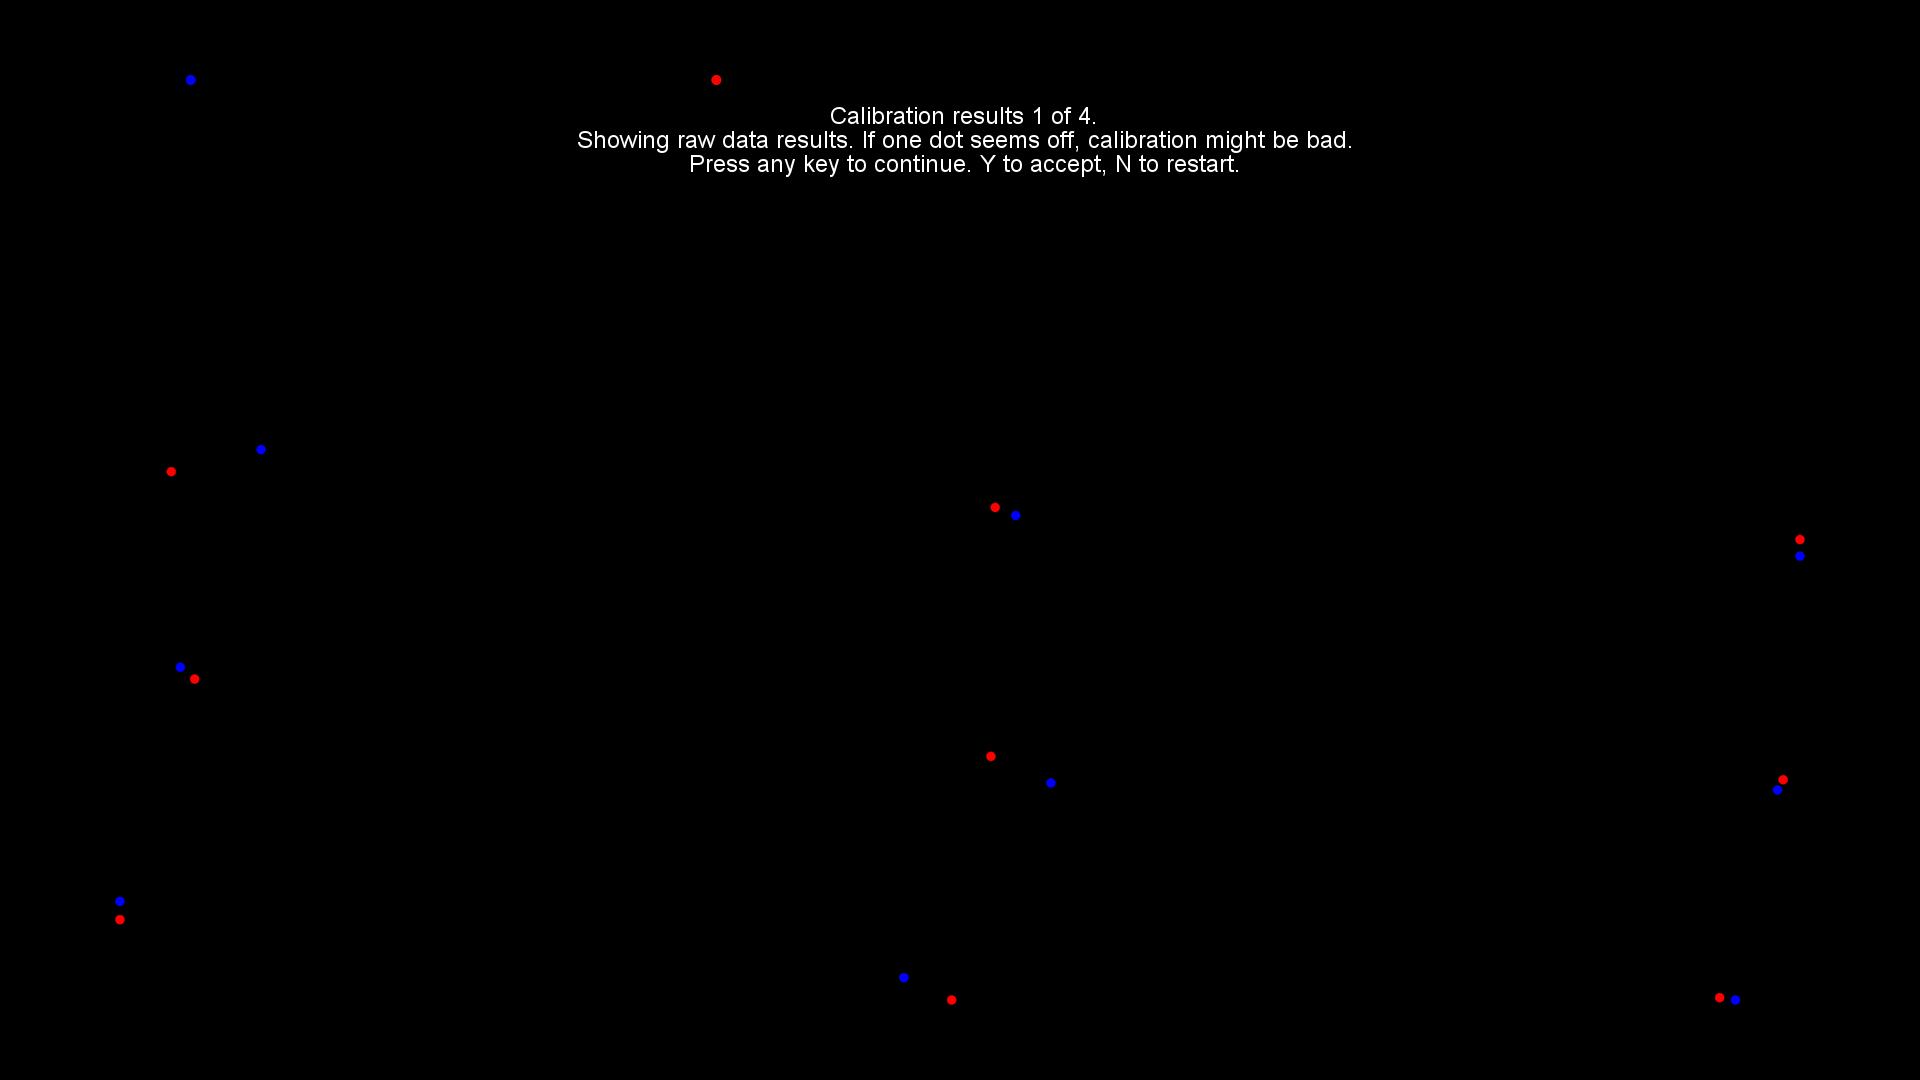 Calibration results 1 of 4.
Showing raw data results. If one dot seems off, calibration might be bad.
Press any key to continue. Y to accept, N to restart.